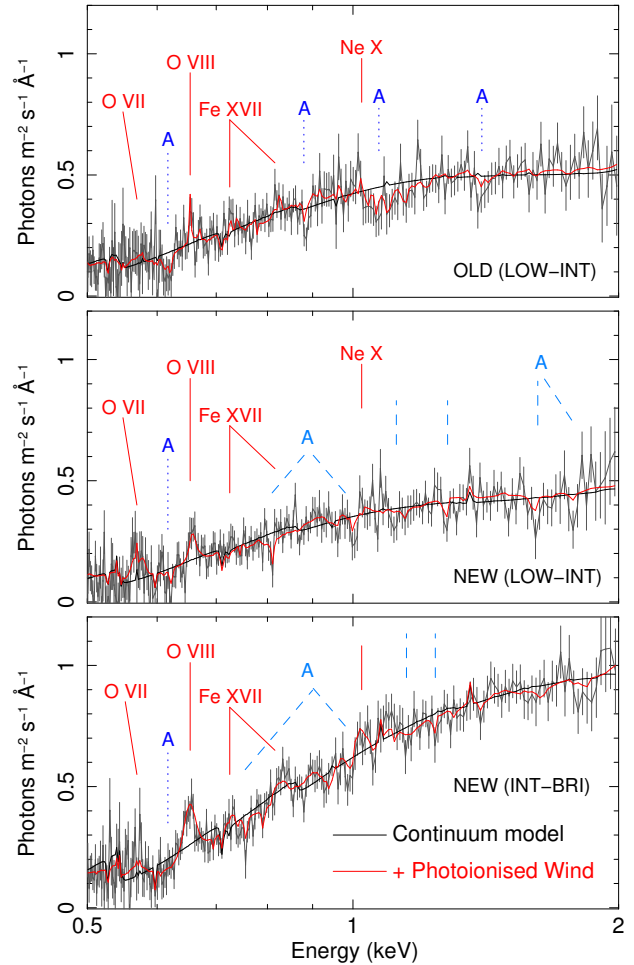 Ne X
O VIII
O VII
Fe XVII
A
A
A
A
1
0.5
0
Photons m⁻² s⁻¹ Å⁻¹
OLD (LOW−INT)
Ne X
O VIII
O VII
Fe XVII
A
A
A
1
0.5
0
Photons m⁻² s⁻¹ Å⁻¹
NEW (LOW−INT)
O VIII
O VII
Fe XVII
A
A
1
0.5
0
Photons m⁻² s⁻¹ Å⁻¹
NEW (INT−BRI)
Continuum model
+ Photoionised Wind
0.5
1
2
Energy (keV)